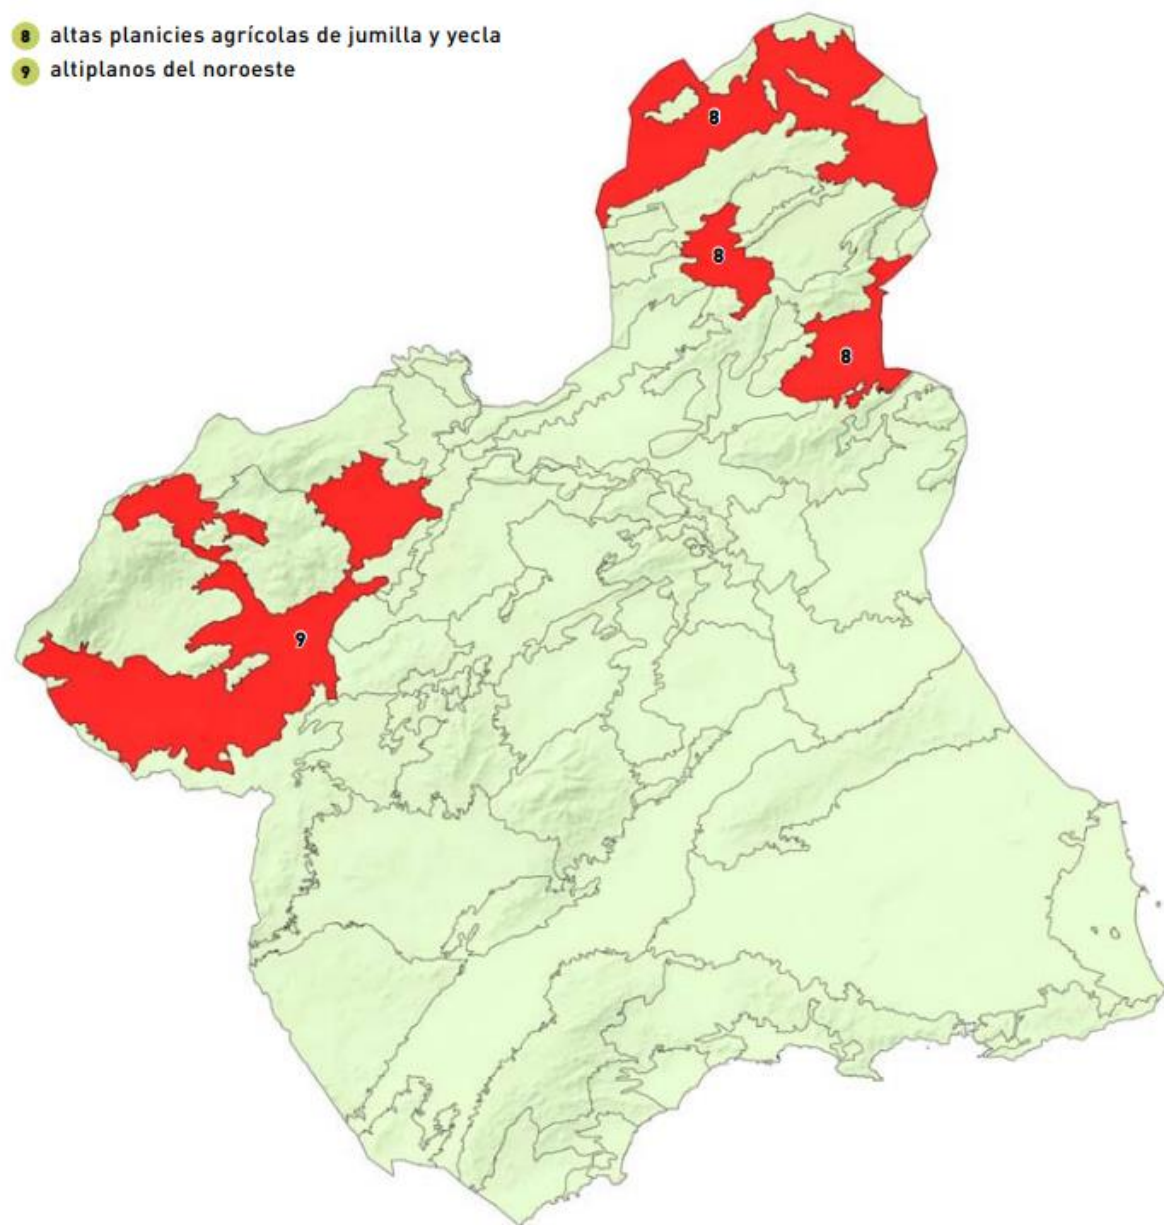 8 altas planicies agrícolas de jumilla y yecla
9 altiplanos del noroeste
8
8
8
9